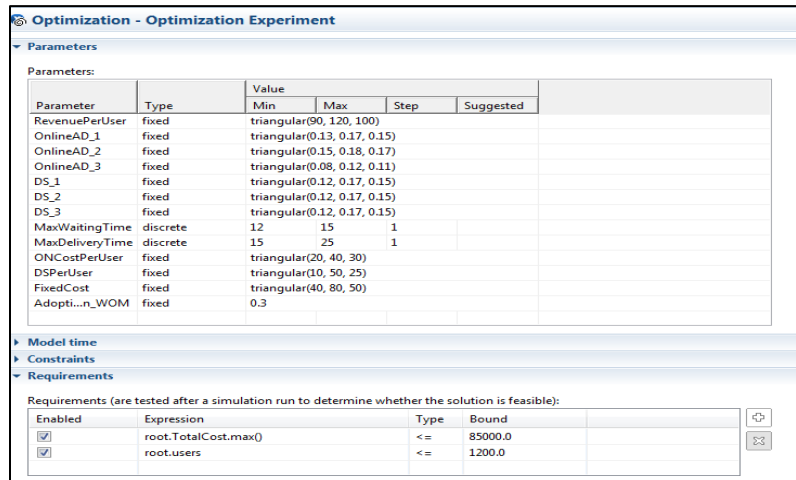 Optimization - Optimization Experiment
Parameters
Parameters:
Value
Parameter Type Min Max Step Suggested
RevenuePerUser fixed triangular(90, 120, 100)
OnlineAD_1 fixed triangular(0.13, 0.17, 0.15)
OnlineAD_2 fixed triangular(0.15, 0.18, 0.17)
OnlineAD_3 fixed triangular(0.08, 0.12, 0.11)
DS_1 fixed triangular(0.12, 0.17, 0.15)
DS_2 fixed triangular(0.12, 0.17, 0.15)
DS_3 fixed triangular(0.12, 0.17, 0.15)
MaxWaitingTime discrete 12 15 1
MaxDeliveryTime discrete 15 25 1
ONCostPerUser fixed triangular(20, 40, 30)
DSPerUser fixed triangular(10, 50, 25)
FixedCost fixed triangular(40, 80, 50)
Adopti...n_WOM fixed 0.3
Model time
Constraints
Requirements
Requirements (are tested after a simulation run to determine whether the solution is feasible):
Enabled Expression Type Bound
root.TotalCost.max() <= 85000.0
root.users <= 1200.0